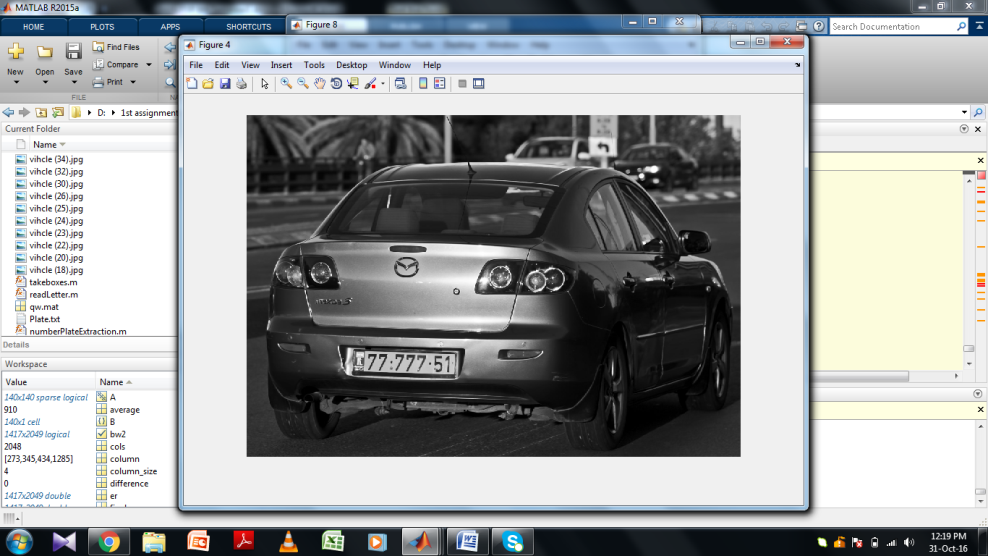 MATLAB R2015a
HOME PLOTS APPS SHORTCUTS
Figure 8
Search Documentation
New Open Save
Find Files
Compare
Print
FILE
D: 1st assignment
Current Folder
Name
vihcle (34).jpg
vihcle (32).jpg
vihcle (30).jpg
vihcle (26).jpg
vihcle (25).jpg
vihcle (24).jpg
vihcle (23).jpg
vihcle (22).jpg
vihcle (20).jpg
vihcle (18).jpg
takeboxes.m
readLetter.m
qw.mat
Plate.txt
numberPlateExtraction.m
Details
Workspace
Value Name
140x140 sparse logical A
910 average
140x1 cell B
1417x2049 logical bw2
2048 cols
[273,345,434,1285] column
4 column_size
0 difference
1417x2049 double er
Figure 4
File Edit View Insert Tools Desktop Window Help
77·777·51
12:19 PM
31-Oct-16